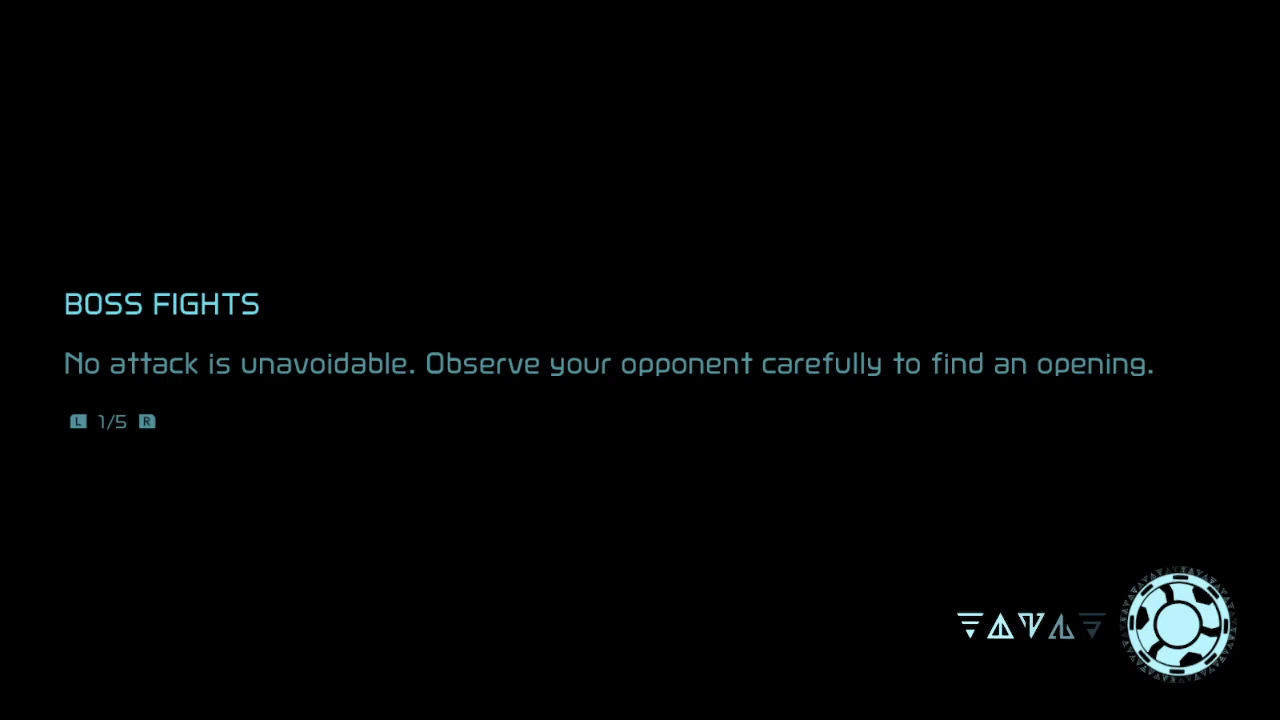 BOSS FIGHTS
No attack is unavoidable. Observe your opponent carefully to find an opening.
L 1/5 R